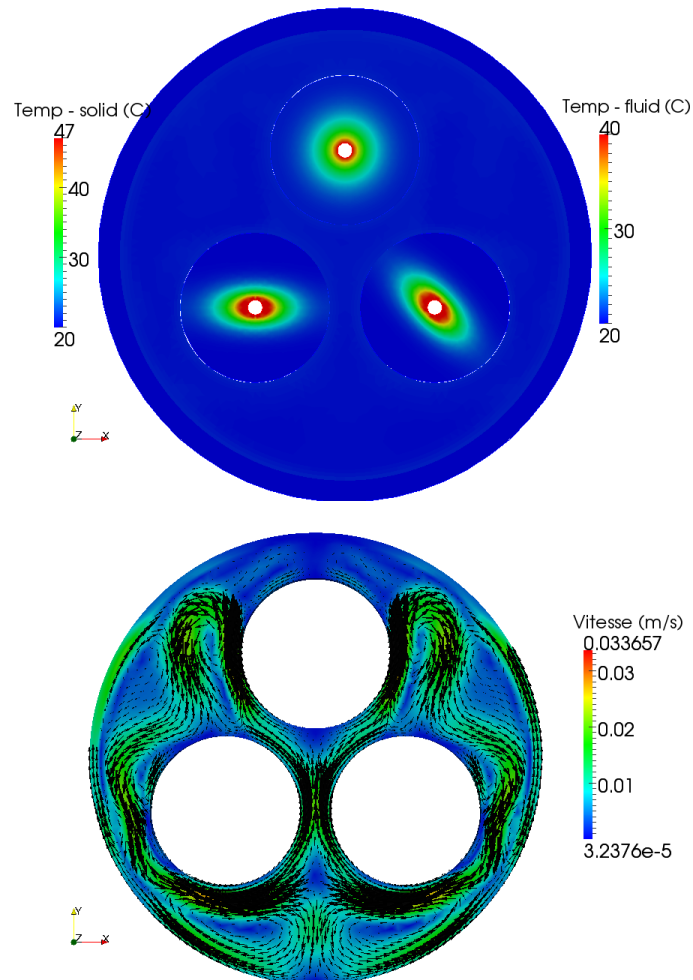 Temp - solid (C)
47
40
30
20
Temp - fluid (C)
40
30
20
Y
Z
X
Vitesse (m/s)
0.033657
0.03
0.02
0.01
3.2376e-5
Y
Z
X